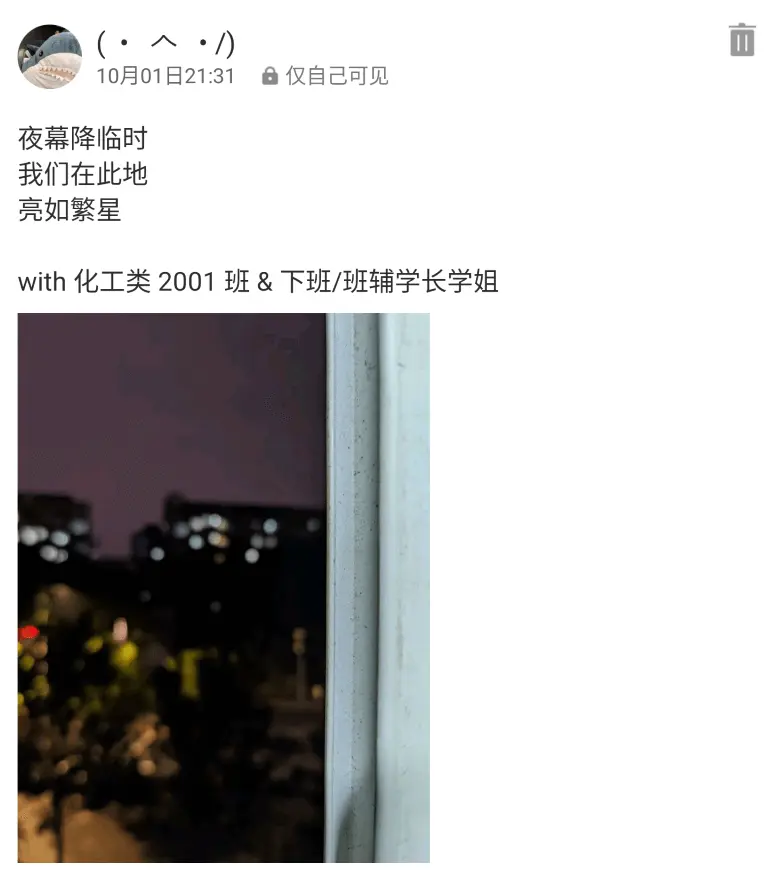 (・ ヘ ・/)
10月01日21:31 仅自己可见
夜幕降临时
我们在此地
亮如繁星
with 化工类 2001 班 & 下班/班辅学长学姐